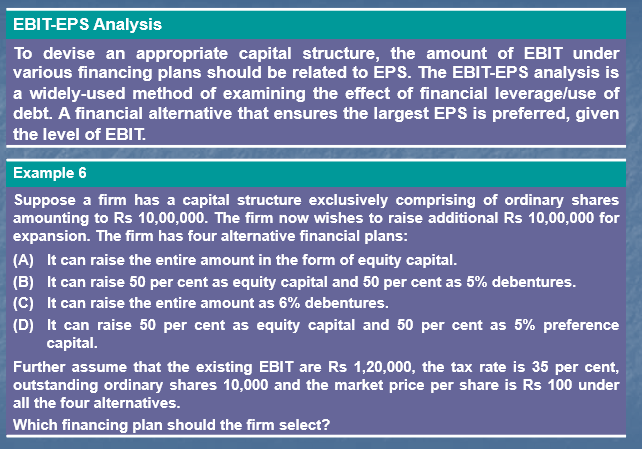 EBIT-EPS Analysis
To devise an appropriate capital structure, the amount of EBIT under
various financing plans should be related to EPS. The EBIT-EPS analysis is
a widely-used method of examining the effect of financial leverage/use of
debt. A financial alternative that ensures the largest EPS is preferred, given
the level of EBIT.
Example 6
Suppose a firm has a capital structure exclusively comprising of ordinary shares
amounting to Rs 10,00,000. The firm now wishes to raise additional Rs 10,00,000 for
expansion. The firm has four alternative financial plans:
(A) It can raise the entire amount in the form of equity capital.
(B) It can raise 50 per cent as equity capital and 50 per cent as 5% debentures.
(C) It can raise the entire amount as 6% debentures.
(D) It can raise 50 per cent as equity capital and 50 per cent as 5% preference
capital.
Further assume that the existing EBIT are Rs 1,20,000, the tax rate is 35 per cent,
outstanding ordinary shares 10,000 and the market price per share is Rs 100 under
all the four alternatives.
Which financing plan should the firm select?